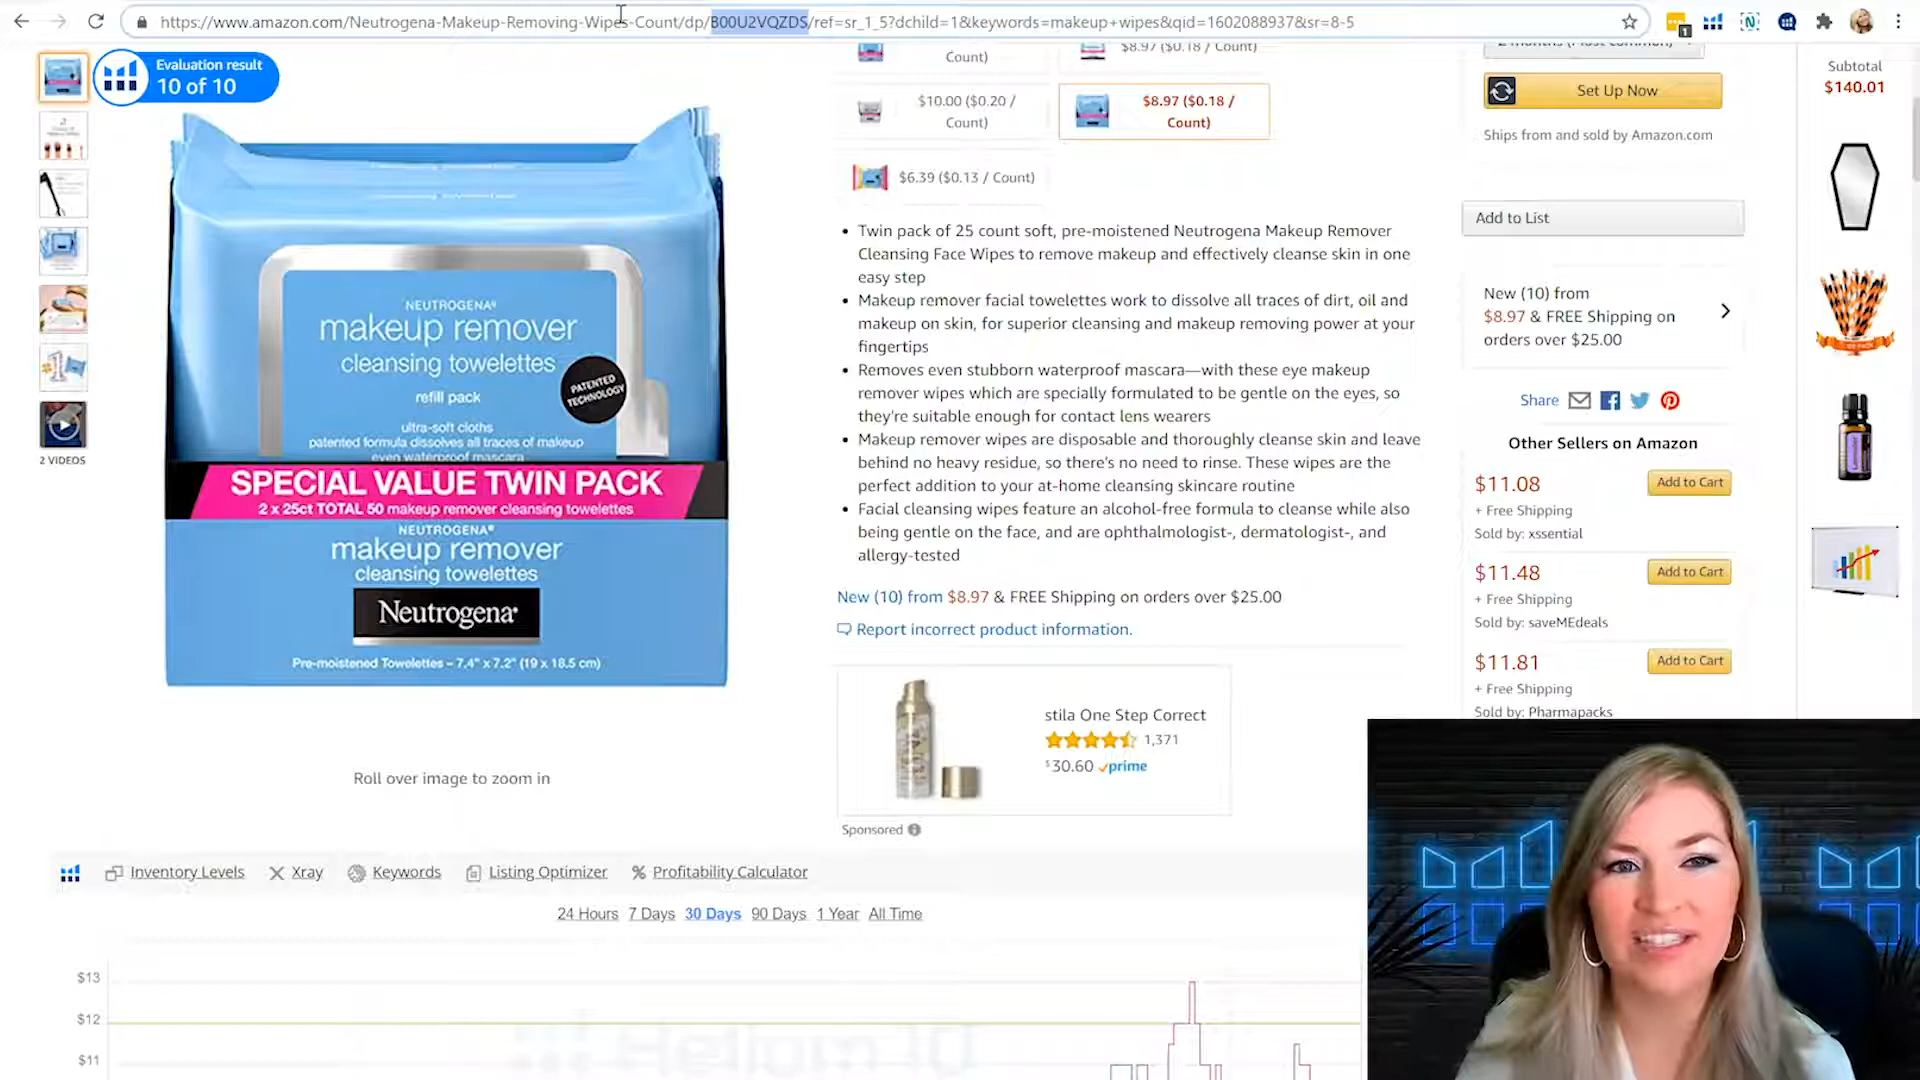 https://www.amazon.com/Neutrogena-Makeup-Removing-Wipes-Count/dp/B00U2VQZDS/ref=sr_1_5?dchild=1&keywords=makeup+wipes&qid=1602088937&sr=8-5
1
Evaluation result
10 of 10
2 VIDEOS
NEUTROGENA®
makeup remover
cleansing towelettes
refill pack
PATENTED
TECHNOLOGY
ultra-soft cloths
patented formula dissolves all traces of makeup
even waterproof mascara
SPECIAL VALUE TWIN PACK
2 x 25ct TOTAL 50 makeup remover cleansing towelettes
NEUTROGENA®
makeup remover
cleansing towelettes
Neutrogena®
Pre-moistened Towelettes – 7.4" x 7.2" (19 x 18.5 cm)
Roll over image to zoom in
Count)
$8.97 ($0.18 / Count)
$10.00 ($0.20 /
Count)
$8.97 ($0.18 /
Count)
$6.39 ($0.13 / Count)
• Twin pack of 25 count soft, pre-moistened Neutrogena Makeup Remover
Cleansing Face Wipes to remove makeup and effectively cleanse skin in one
easy step
• Makeup remover facial towelettes work to dissolve all traces of dirt, oil and
makeup on skin, for superior cleansing and makeup removing power at your
fingertips
• Removes even stubborn waterproof mascara—with these eye makeup
remover wipes which are specially formulated to be gentle on the eyes, so
they're suitable enough for contact lens wearers
• Makeup remover wipes are disposable and thoroughly cleanse skin and leave
behind no heavy residue, so there's no need to rinse. These wipes are the
perfect addition to your at-home cleansing skincare routine
• Facial cleansing wipes feature an alcohol-free formula to cleanse while also
being gentle on the face, and are ophthalmologist-, dermatologist-, and
allergy-tested
New (10) from $8.97 & FREE Shipping on orders over $25.00
Report incorrect product information.
stila One Step Correct
1,371
$30.60 prime
Sponsored
2 months (Most common)
Set Up Now
Ships from and sold by Amazon.com
Add to List
New (10) from
$8.97 & FREE Shipping on
orders over $25.00
Share
Other Sellers on Amazon
$11.08
Add to Cart
+ Free Shipping
Sold by: xssential
$11.48
Add to Cart
+ Free Shipping
Sold by: saveMEdeals
$11.81
Add to Cart
+ Free Shipping
Sold by: Pharmapacks
Subtotal
$140.01
Inventory Levels
Xray
Keywords
Listing Optimizer
Profitability Calculator
24 Hours 7 Days 30 Days 90 Days 1 Year All Time
$13
$12
$11
Helium 10